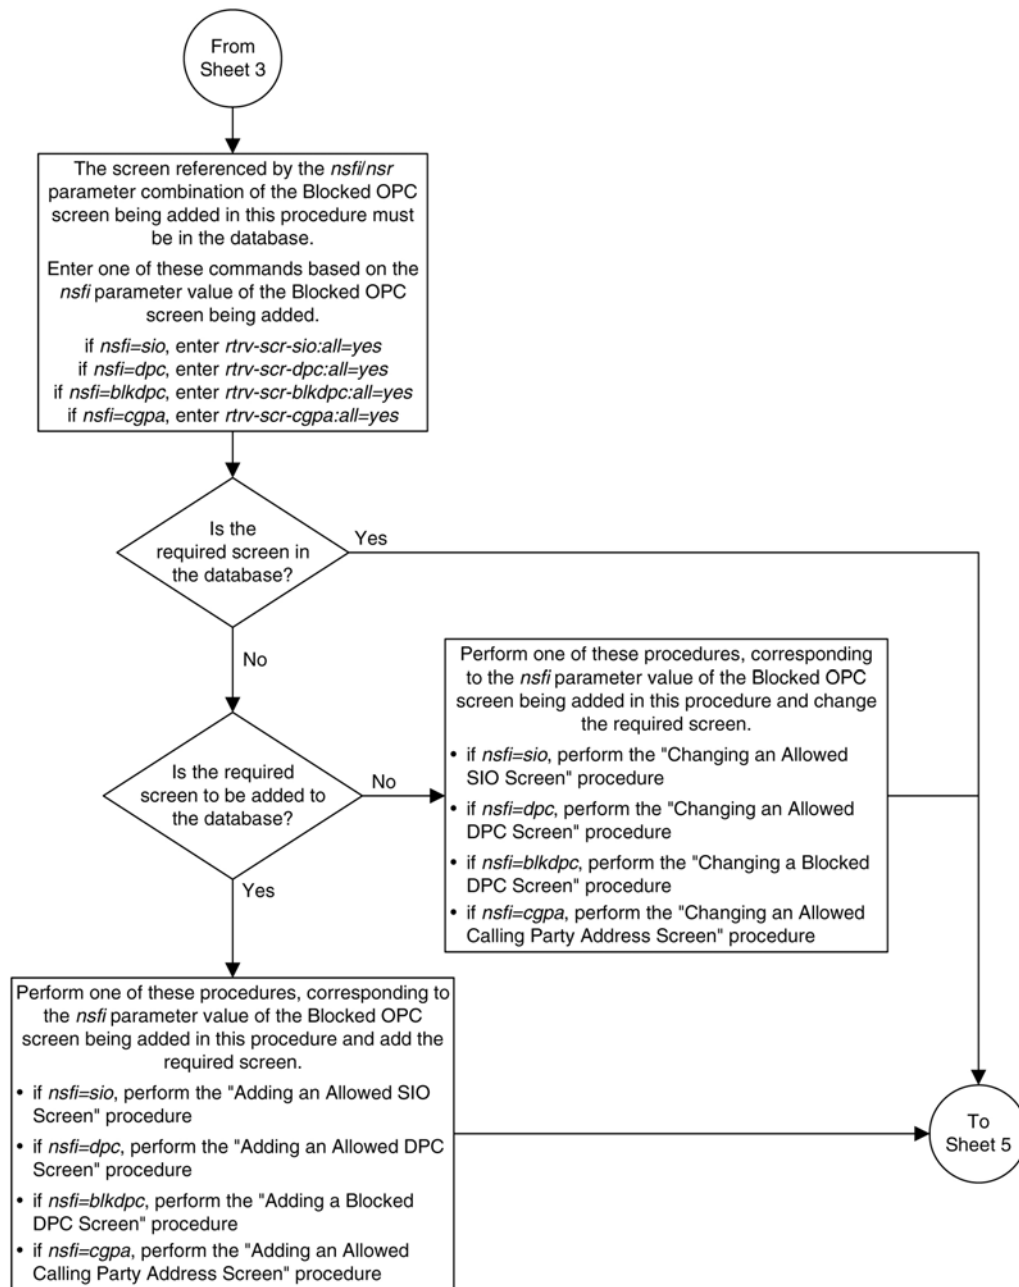 From
Sheet 3
The screen referenced by the nsfi/nsr
parameter combination of the Blocked OPC
screen being added in this procedure must
be in the database.
Enter one of these commands based on the
nsfi parameter value of the Blocked OPC
screen being added.
if nsfi=sio, enter rtrv-scr-sio:all=yes
if nsfi=dpc, enter rtrv-scr-dpc:all=yes
if nsfi=blkdpc, enter rtrv-scr-blkdpc:all=yes
if nsfi=cgpa, enter rtrv-scr-cgpa:all=yes
Is the
required screen in
the database?
Yes
No
Is the required
screen to be added to
the database?
No
Yes
Perform one of these procedures, corresponding
to the nsfi parameter value of the Blocked OPC
screen being added in this procedure and change
the required screen.
• if nsfi=sio, perform the "Changing an Allowed
SIO Screen" procedure
• if nsfi=dpc, perform the "Changing an Allowed
DPC Screen" procedure
• if nsfi=blkdpc, perform the "Changing a Blocked
DPC Screen" procedure
• if nsfi=cgpa, perform the "Changing an Allowed
Calling Party Address Screen" procedure
Perform one of these procedures, corresponding to
the nsfi parameter value of the Blocked OPC
screen being added in this procedure and add the
required screen.
• if nsfi=sio, perform the "Adding an Allowed SIO
Screen" procedure
• if nsfi=dpc, perform the "Adding an Allowed DPC
Screen" procedure
• if nsfi=blkdpc, perform the "Adding a Blocked
DPC Screen" procedure
• if nsfi=cgpa, perform the "Adding an Allowed
Calling Party Address Screen" procedure
To
Sheet 5